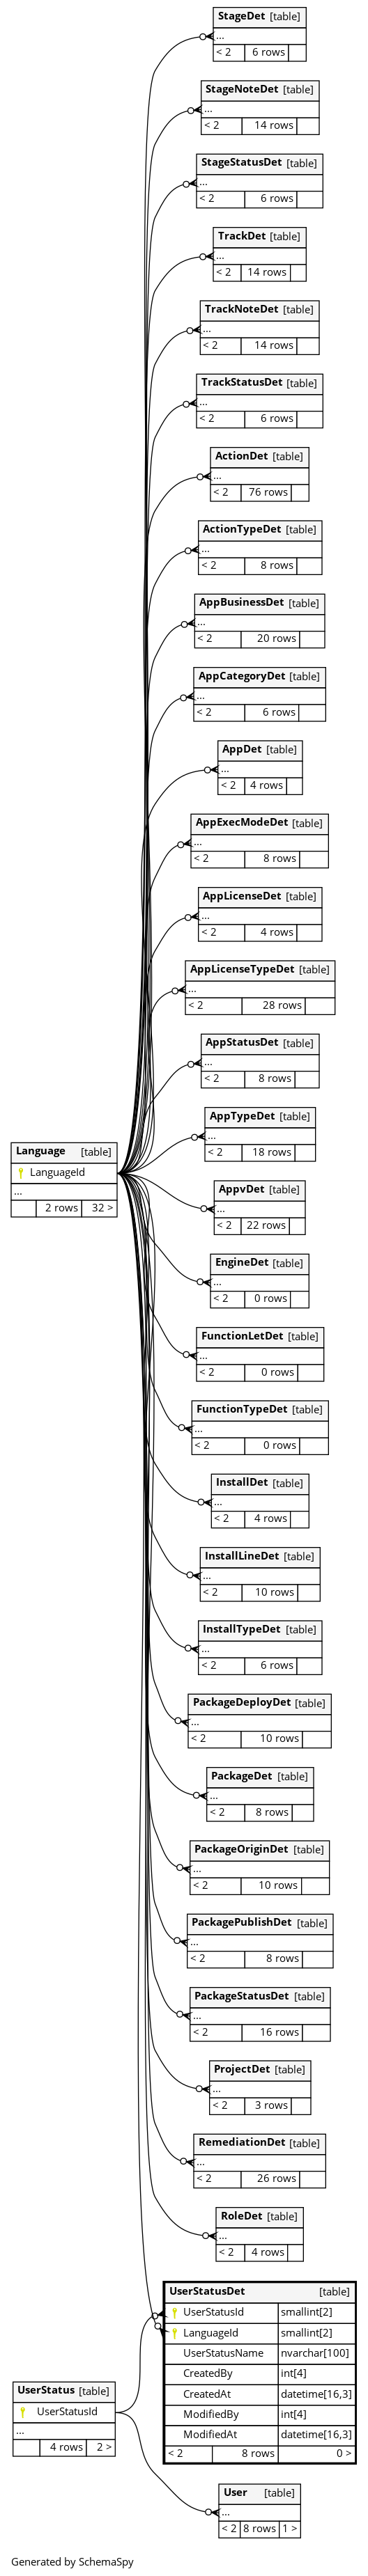 StageDet [table]
...
< 2 6 rows
StageNoteDet [table]
...
< 2 14 rows
StageStatusDet [table]
...
< 2 6 rows
TrackDet [table]
...
< 2 14 rows
TrackNoteDet [table]
...
< 2 14 rows
TrackStatusDet [table]
...
< 2 6 rows
ActionDet [table]
...
< 2 76 rows
ActionTypeDet [table]
...
< 2 8 rows
AppBusinessDet [table]
...
< 2 20 rows
AppCategoryDet [table]
...
< 2 6 rows
AppDet [table]
...
< 2 4 rows
AppExecModeDet [table]
...
< 2 8 rows
AppLicenseDet [table]
...
< 2 4 rows
AppLicenseTypeDet [table]
...
< 2 28 rows
AppStatusDet [table]
...
< 2 8 rows
AppTypeDet [table]
...
< 2 18 rows
Language [table]
LanguageId
...
2 rows 32 >
AppvDet [table]
...
< 2 22 rows
EngineDet [table]
...
< 2 0 rows
FunctionLetDet [table]
...
< 2 0 rows
FunctionTypeDet [table]
...
< 2 0 rows
InstallDet [table]
...
< 2 4 rows
InstallLineDet [table]
...
< 2 10 rows
InstallTypeDet [table]
...
< 2 6 rows
PackageDeployDet [table]
...
< 2 10 rows
PackageDet [table]
...
< 2 8 rows
PackageOriginDet [table]
...
< 2 10 rows
PackagePublishDet [table]
...
< 2 8 rows
PackageStatusDet [table]
...
< 2 16 rows
ProjectDet [table]
...
< 2 3 rows
RemediationDet [table]
...
< 2 26 rows
RoleDet [table]
...
< 2 4 rows
UserStatusDet [table]
UserStatusId smallint[2]
LanguageId smallint[2]
UserStatusName nvarchar[100]
CreatedBy int[4]
CreatedAt datetime[16,3]
ModifiedBy int[4]
ModifiedAt datetime[16,3]
< 2 8 rows 0 >
UserStatus [table]
UserStatusId
...
4 rows 2 >
User [table]
...
< 2 8 rows 1 >
Generated by SchemaSpy